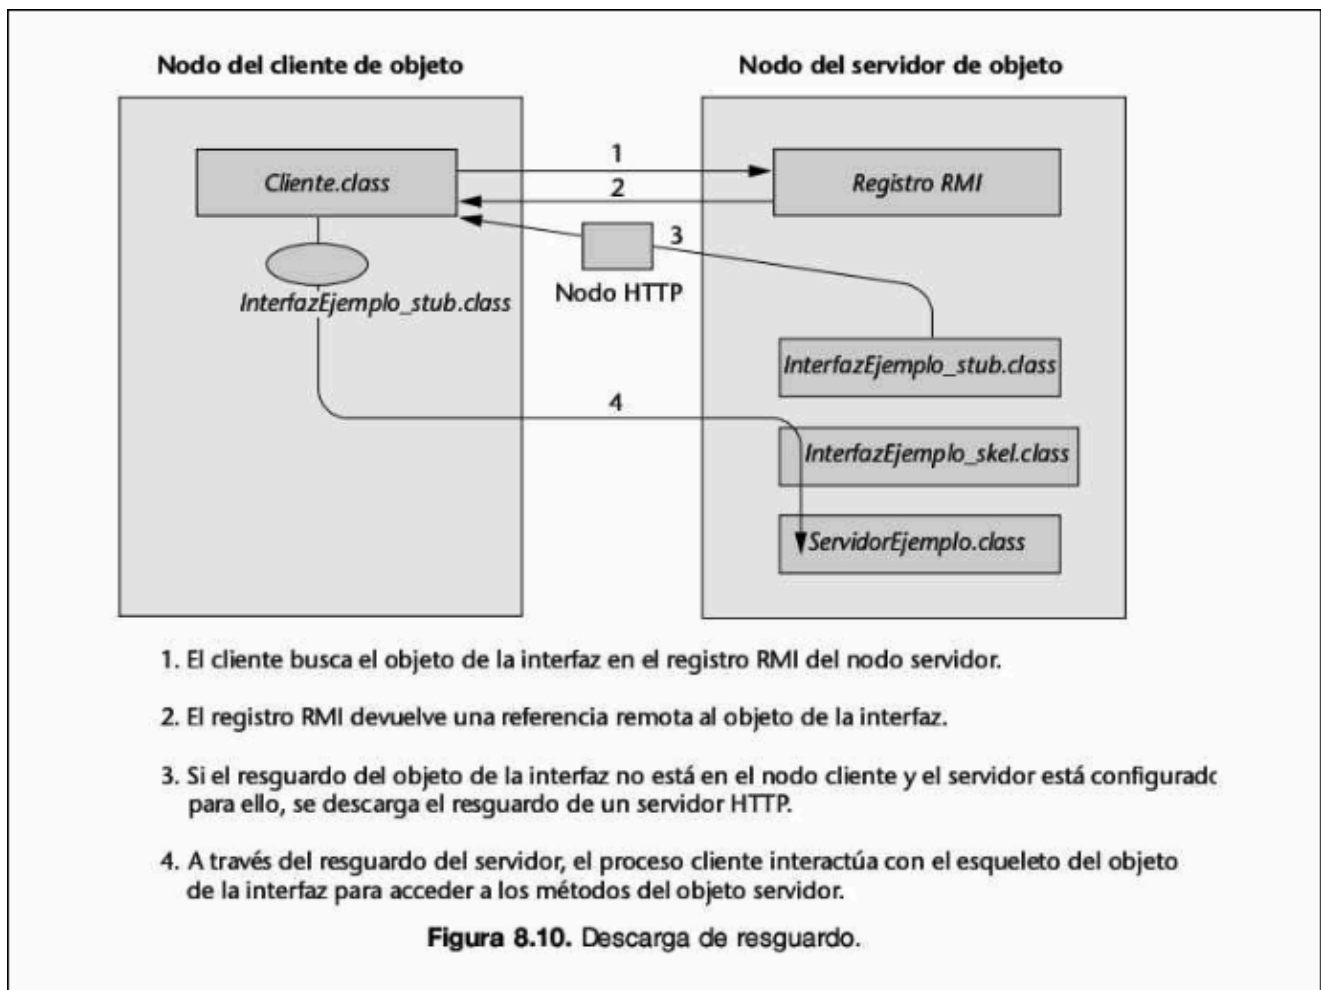 Nodo del cliente de objeto
Nodo del servidor de objeto
Cliente.class
1
2
Registro RMI
3
Nodo HTTP
InterfazEjemplo_stub.class
InterfazEjemplo_stub.class
4
InterfazEjemplo_skel.class
ServidorEjemplo.class
1. El cliente busca el objeto de la interfaz en el registro RMI del nodo servidor.
2. El registro RMI devuelve una referencia remota al objeto de la interfaz.
3. Si el resguardo del objeto de la interfaz no está en el nodo cliente y el servidor está configurado
para ello, se descarga el resguardo de un servidor HTTP.
4. A través del resguardo del servidor, el proceso cliente interactúa con el esqueleto del objeto
de la interfaz para acceder a los métodos del objeto servidor.
Figura 8.10. Descarga de resguardo.